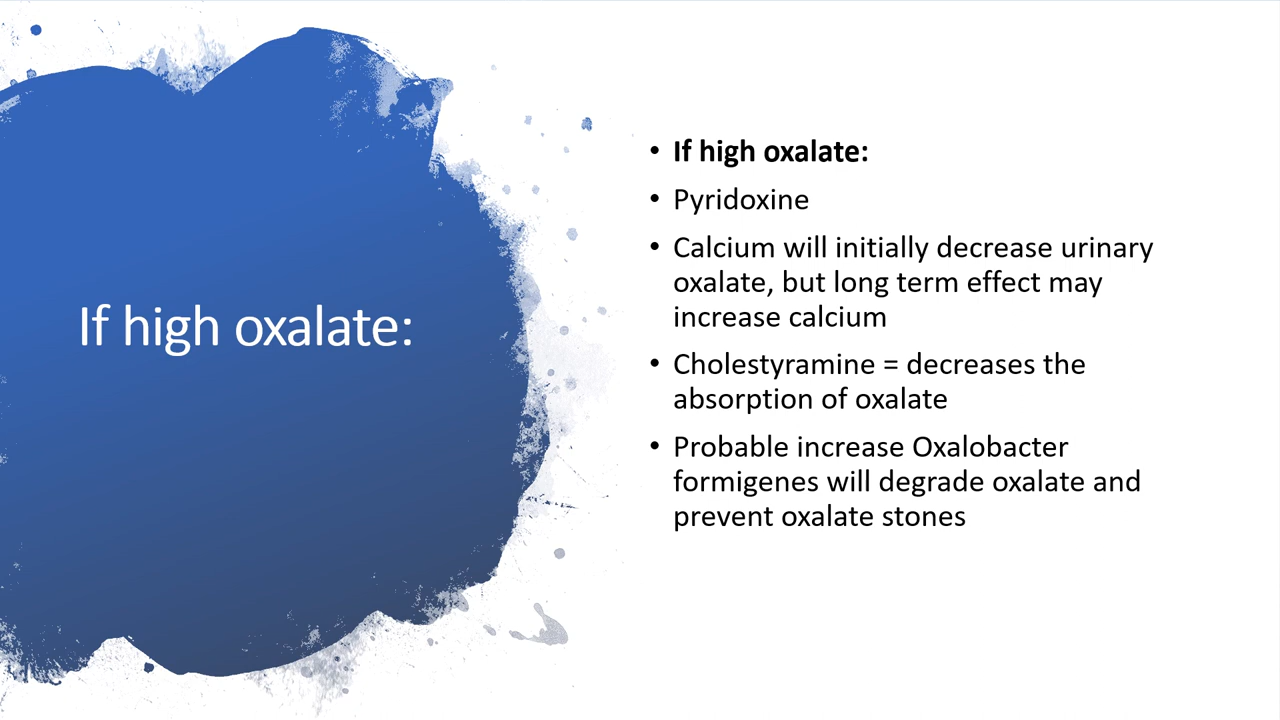 If high oxalate:
• If high oxalate:
• Pyridoxine
• Calcium will initially decrease urinary
oxalate, but long term effect may
increase calcium
• Cholestyramine = decreases the
absorption of oxalate
• Probable increase Oxalobacter
formigenes will degrade oxalate and
prevent oxalate stones